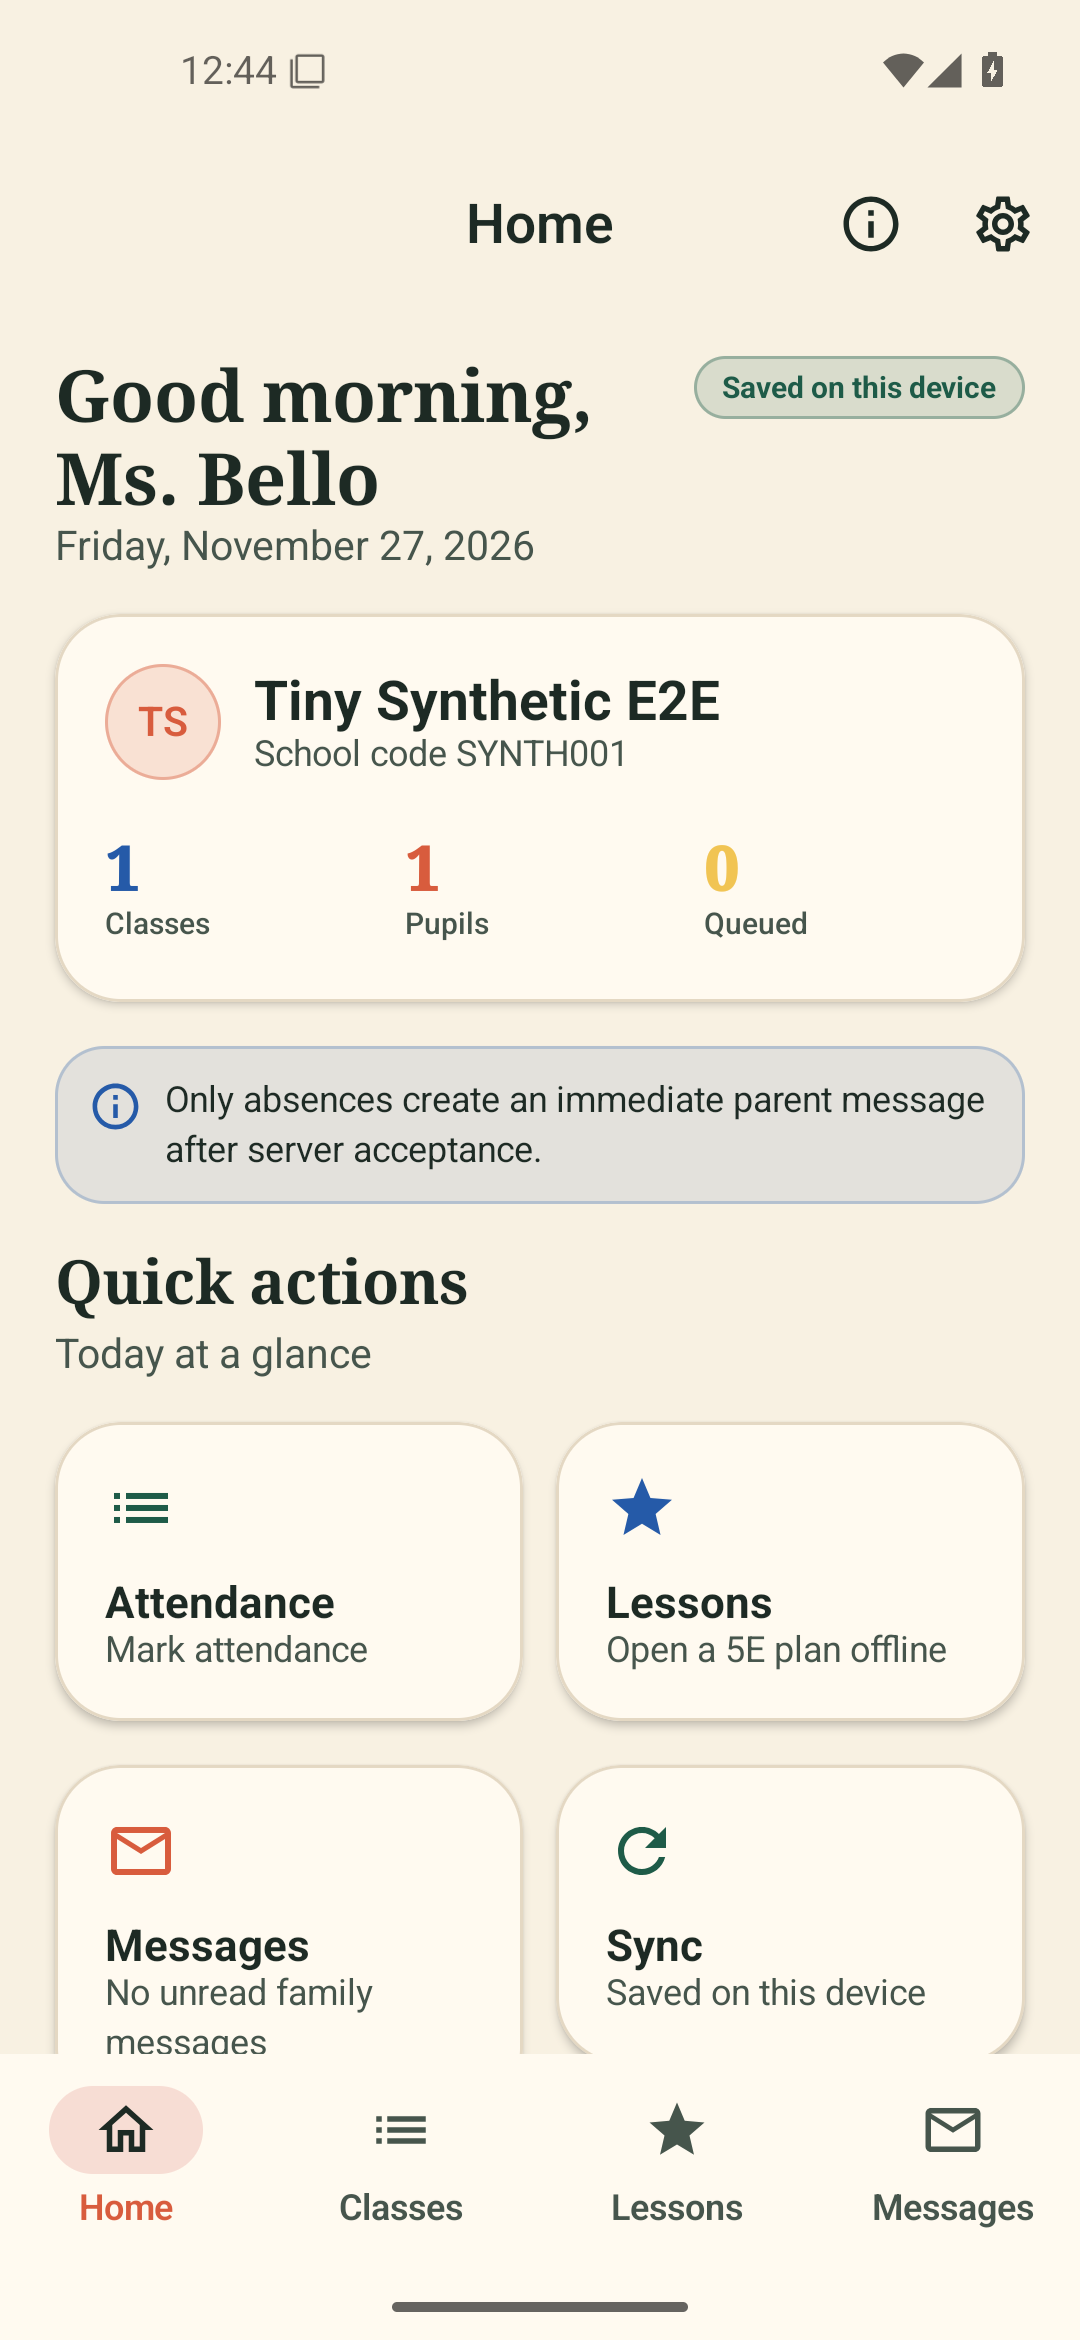 12:44
Home
Good morning,
Ms. Bello
Saved on this device
Friday, November 27, 2026
TS
Tiny Synthetic E2E
School code SYNTH001
1
1
0
Classes
Pupils
Queued
Only absences create an immediate parent message
after server acceptance.
Quick actions
Today at a glance
Attendance
Mark attendance
Lessons
Open a 5E plan offline
Messages
No unread family
messages
Sync
Saved on this device
Home
Classes
Lessons
Messages